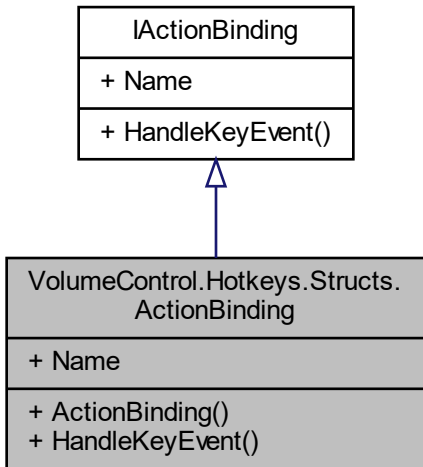 IActionBinding
+ Name
+ HandleKeyEvent()
VolumeControl.Hotkeys.Structs.
ActionBinding
+ Name
+ ActionBinding()
+ HandleKeyEvent()